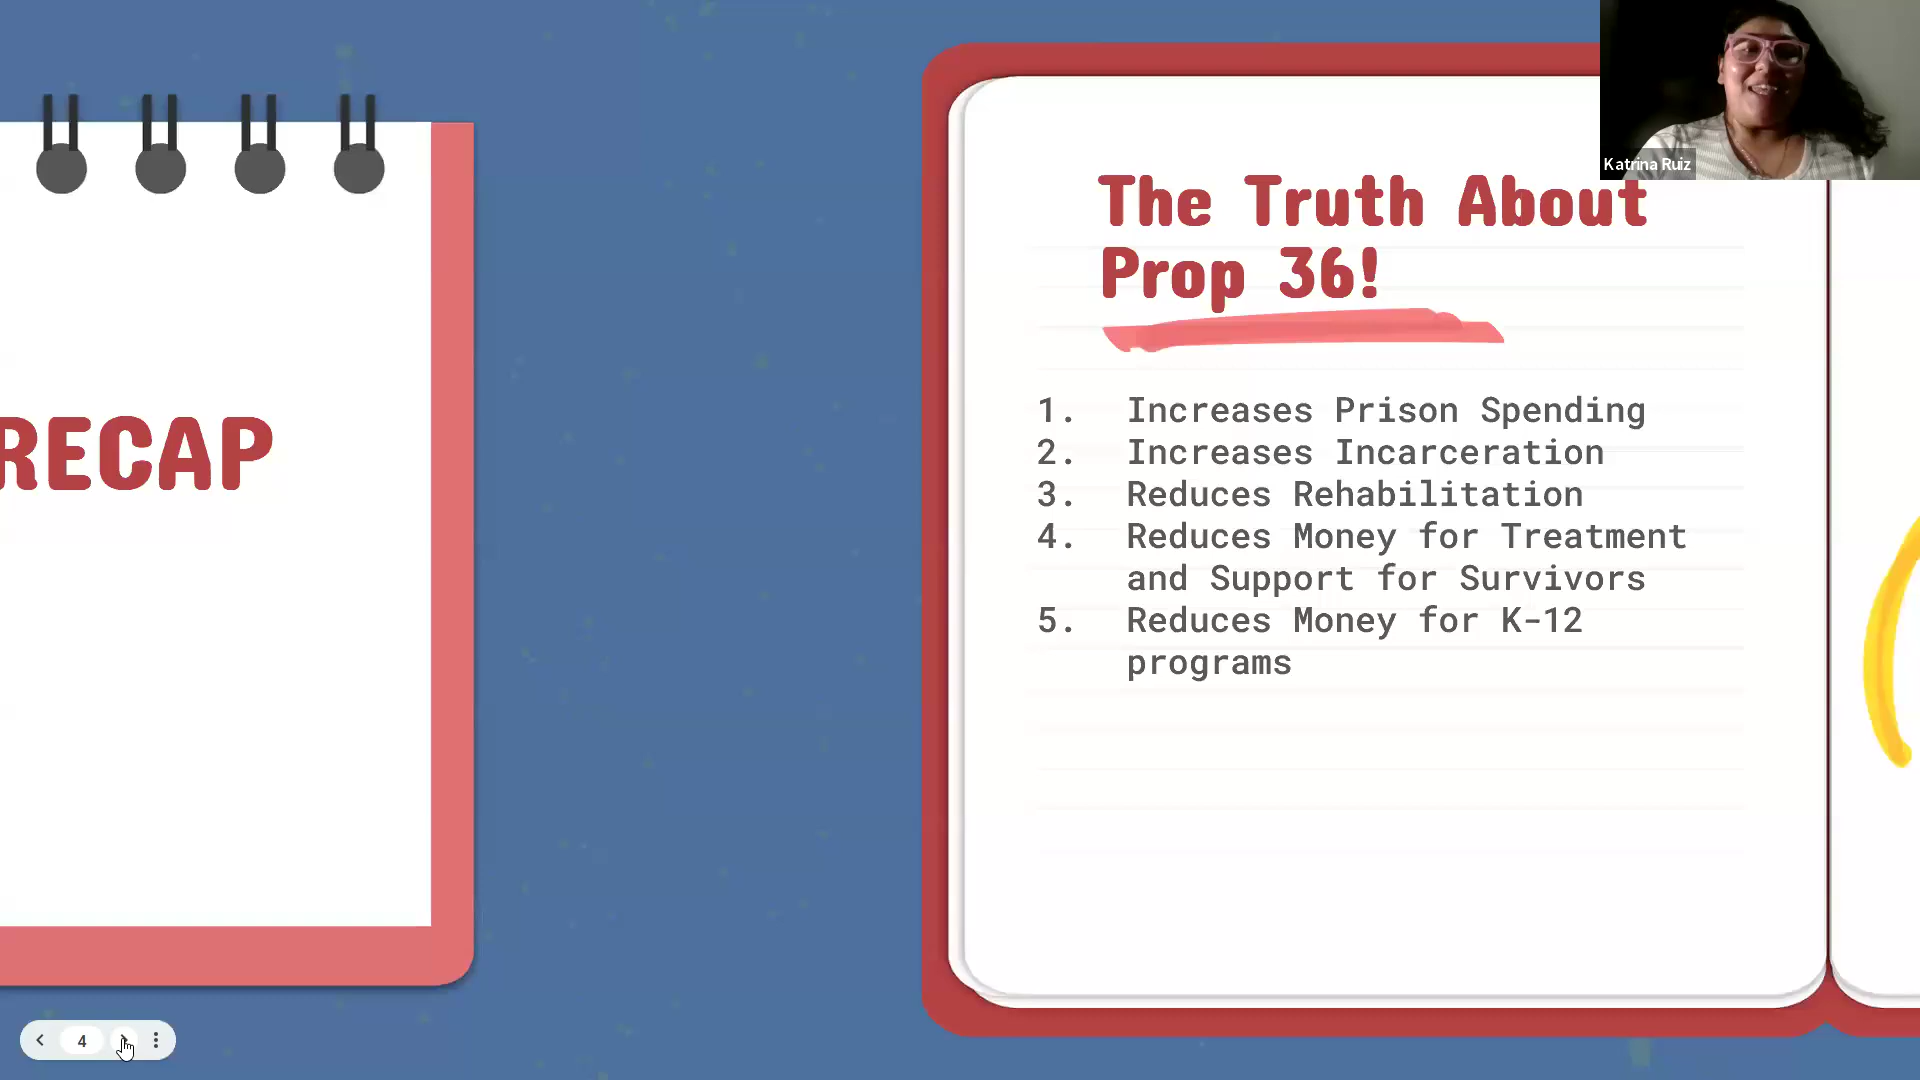 RECAP
The Truth About
Prop 36!
1. Increases Prison Spending
2. Increases Incarceration
3. Reduces Rehabilitation
4. Reduces Money for Treatment
and Support for Survivors
5. Reduces Money for K-12
programs
Katrina Ruiz
4